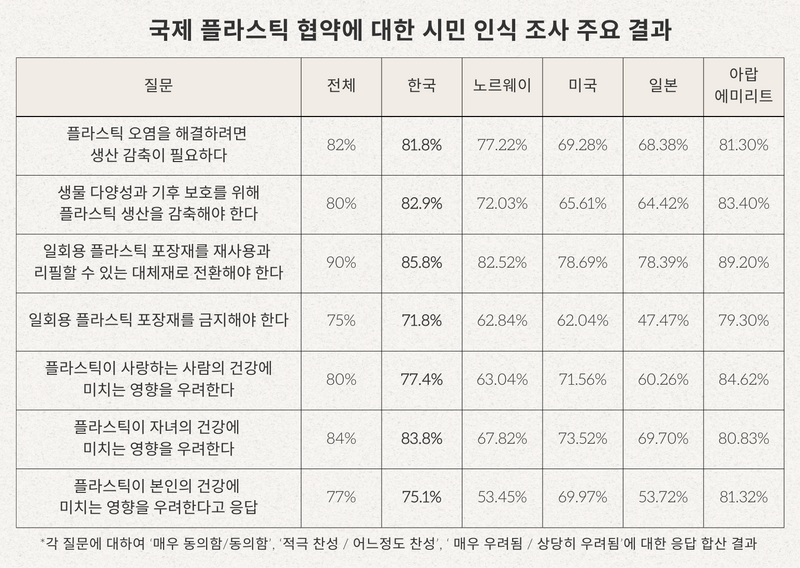 국제 플라스틱 협약에 대한 시민 인식 조사 주요 결과
질문 전체 한국 노르웨이 미국 일본 아랍
에미리트
플라스틱 오염을 해결하려면
생산 감축이 필요하다 82% 81.8% 77.22% 69.28% 68.38% 81.30%
생물 다양성과 기후 보호를 위해
플라스틱 생산을 감축해야 한다 80% 82.9% 72.03% 65.61% 64.42% 83.40%
일회용 플라스틱 포장재를 재사용과
리필할 수 있는 대체재로 전환해야 한다 90% 85.8% 82.52% 78.69% 78.39% 89.20%
일회용 플라스틱 포장재를 금지해야 한다 75% 71.8% 62.84% 62.04% 47.47% 79.30%
플라스틱이 사랑하는 사람의 건강에
미치는 영향을 우려한다 80% 77.4% 63.04% 71.56% 60.26% 84.62%
플라스틱이 자녀의 건강에
미치는 영향을 우려한다 84% 83.8% 67.82% 73.52% 69.70% 80.83%
플라스틱이 본인의 건강에
미치는 영향을 우려한다고 응답 77% 75.1% 53.45% 69.97% 53.72% 81.32%
*각 질문에 대하여 '매우 동의함/동의함', '적극 찬성 / 어느정도 찬성', ' 매우 우려됨 / 상당히 우려됨'에 대한 응답 합산 결과